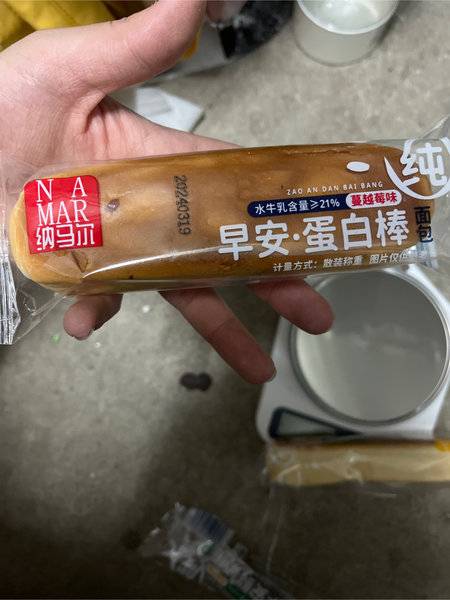 NA
MAR
纳马尔
20240319
纯
ZAO AN DAN BAI BANG
水牛乳含量≥21% 蔓越莓味
早安·蛋白棒
面包
计量方式：散装称重 图片仅供